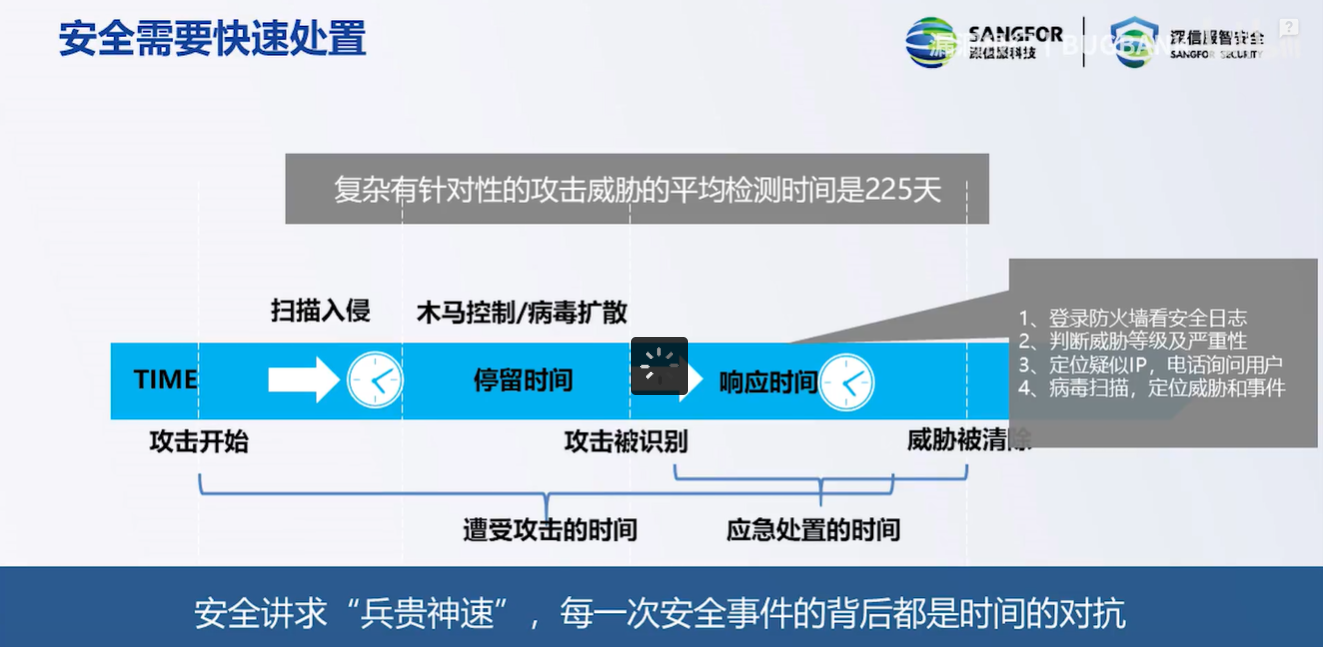 安全需要快速处置
SANGFOR
深信服科技
深信服智安全
SANGFOR SECURITY
复杂有针对性的攻击威胁的平均检测时间是225天
扫描入侵
木马控制/病毒扩散
1、登录防火墙看安全日志
2、判断威胁等级及严重性
3、定位疑似IP，电话询问用户
4、病毒扫描，定位威胁和事件
TIME
停留时间
响应时间
攻击开始
攻击被识别
威胁被清除
遭受攻击的时间
应急处置的时间
安全讲求“兵贵神速”，每一次安全事件的背后都是时间的对抗